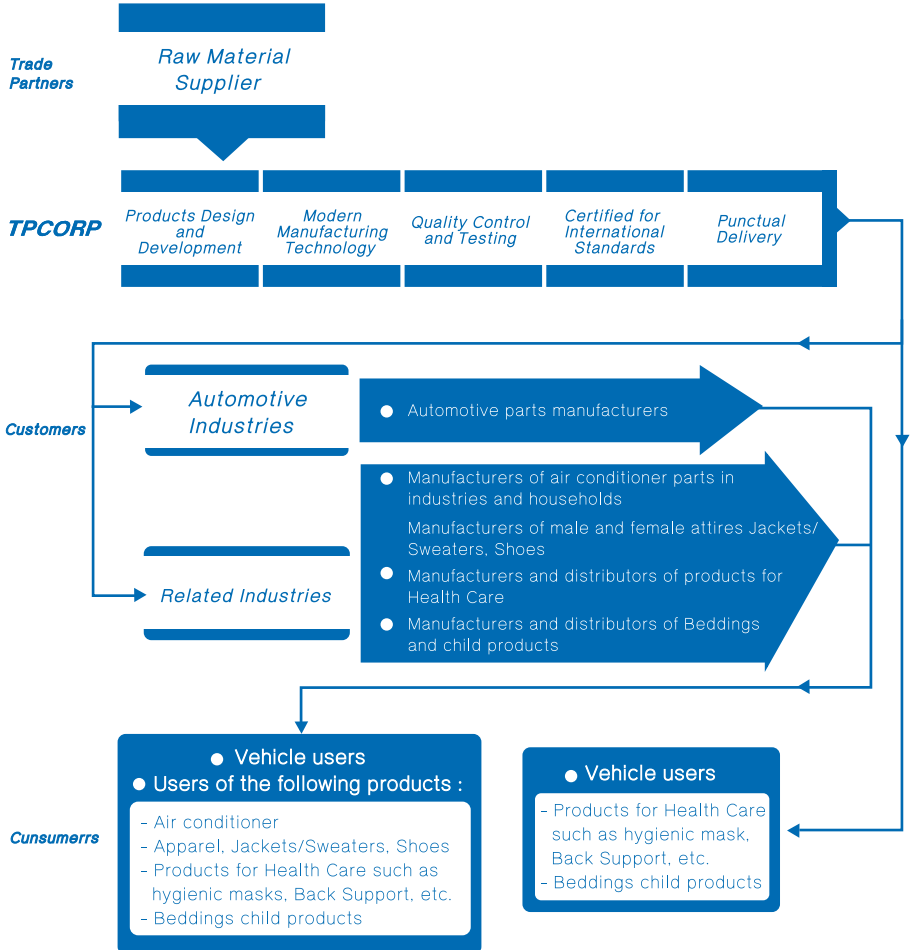 Trade
Partners
Raw Material
Supplier
TPCORP
Products Design
and
Development
Modern
Manufacturing
Technology
Quality Control
and Testing
Certified for
International
Standards
Punctual
Delivery
Customers
Automotive
Industries
Automotive parts manufacturers
Related Industries
Manufacturers of air conditioner parts in
industries and households
Manufacturers of male and female attires Jackets/
Sweaters, Shoes
Manufacturers and distributors of products for
Health Care
Manufacturers and distributors of Beddings
and child products
Cunsumerrs
Vehicle users
Users of the following products :
- Air conditioner
- Apparel, Jackets/Sweaters, Shoes
- Products for Health Care such as
hygienic masks, Back Support, etc.
- Beddings child products
Vehicle users
- Products for Health Care
such as hygienic mask,
Back Support, etc.
- Beddings child products